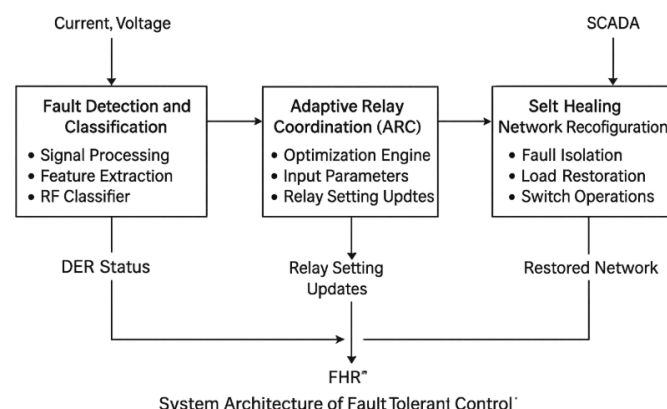 Current, Voltage
SCADA
Fault Detection and
Classification
• Signal Processing
• Feature Extraction
• RF Classifier
Adaptive Relay
Coordination (ARC)
• Optimization Engine
• Input Parameters
• Relay Setting Updtes
Selt Healing
Network Recofiguration
• Fault Isolation
• Load Restoration
• Switch Operations
DER Status
Relay Setting
Updates
Restored Network
FHR"
System Architecture of Fault Tolerant Control'